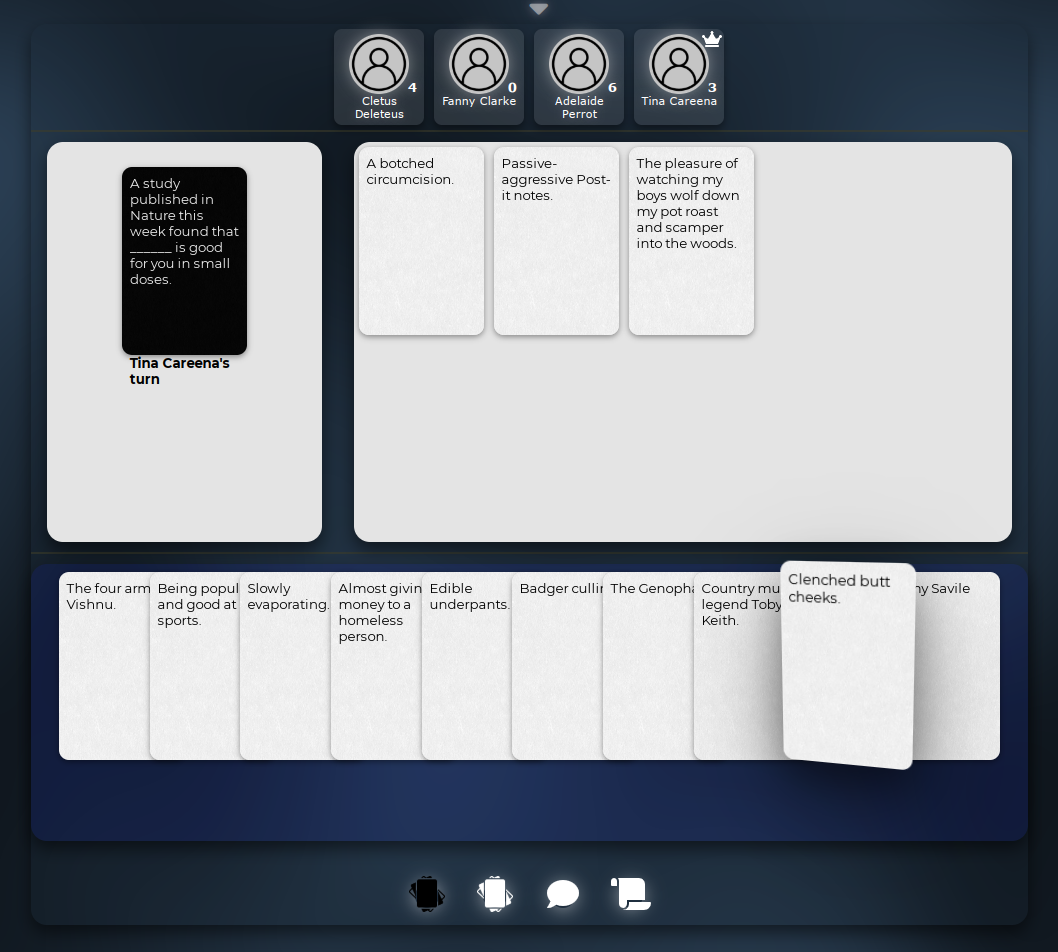 4
Cletus
Deleteus
0
Fanny Clarke
6
Adelaide
Perrot
3
Tina Careena
A study
published in
Nature this
week found that
______ is good
for you in small
doses.
Tina Careena's
turn
A botched
circumcision.
Passive-
aggressive Post-
it notes.
The pleasure of
watching my
boys wolf down
my pot roast
and scamper
into the woods.
The four arm
Vishnu.
Being popul
and good at
sports.
Slowly
evaporating.
Almost givin
money to a
homeless
person.
Edible
underpants.
Badger cullin
The Genopha
Country mu
legend Toby
Keith.
Clenched butt
cheeks.
ny Savile